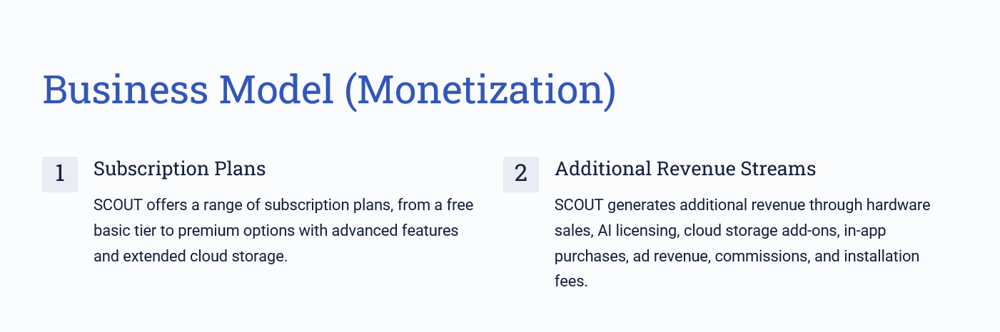 Business Model (Monetization)
1
Subscription Plans
SCOUT offers a range of subscription plans, from a free
basic tier to premium options with advanced features
and extended cloud storage.
2
Additional Revenue Streams
SCOUT generates additional revenue through hardware
sales, AI licensing, cloud storage add-ons, in-app
purchases, ad revenue, commissions, and installation
fees.